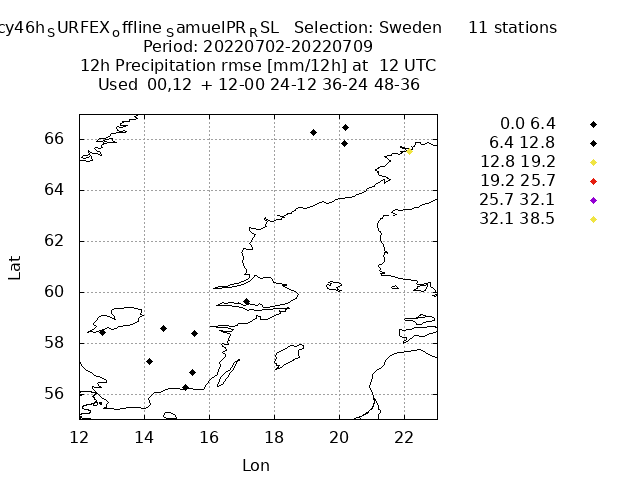 cy46hSURFEXoffline SamuelPRRSL Selection: Sweden 11 stations
Period: 20220702-20220709
12h Precipitation rmse [mm/12h] at 12 UTC
Used 00,12 + 12-00 24-12 36-24 48-36
0.0 6.4
6.4 12.8
12.8 19.2
19.2 25.7
25.7 32.1
32.1 38.5
66
64
62
60
58
56
Lat
12 14 16 18 20 22
Lon